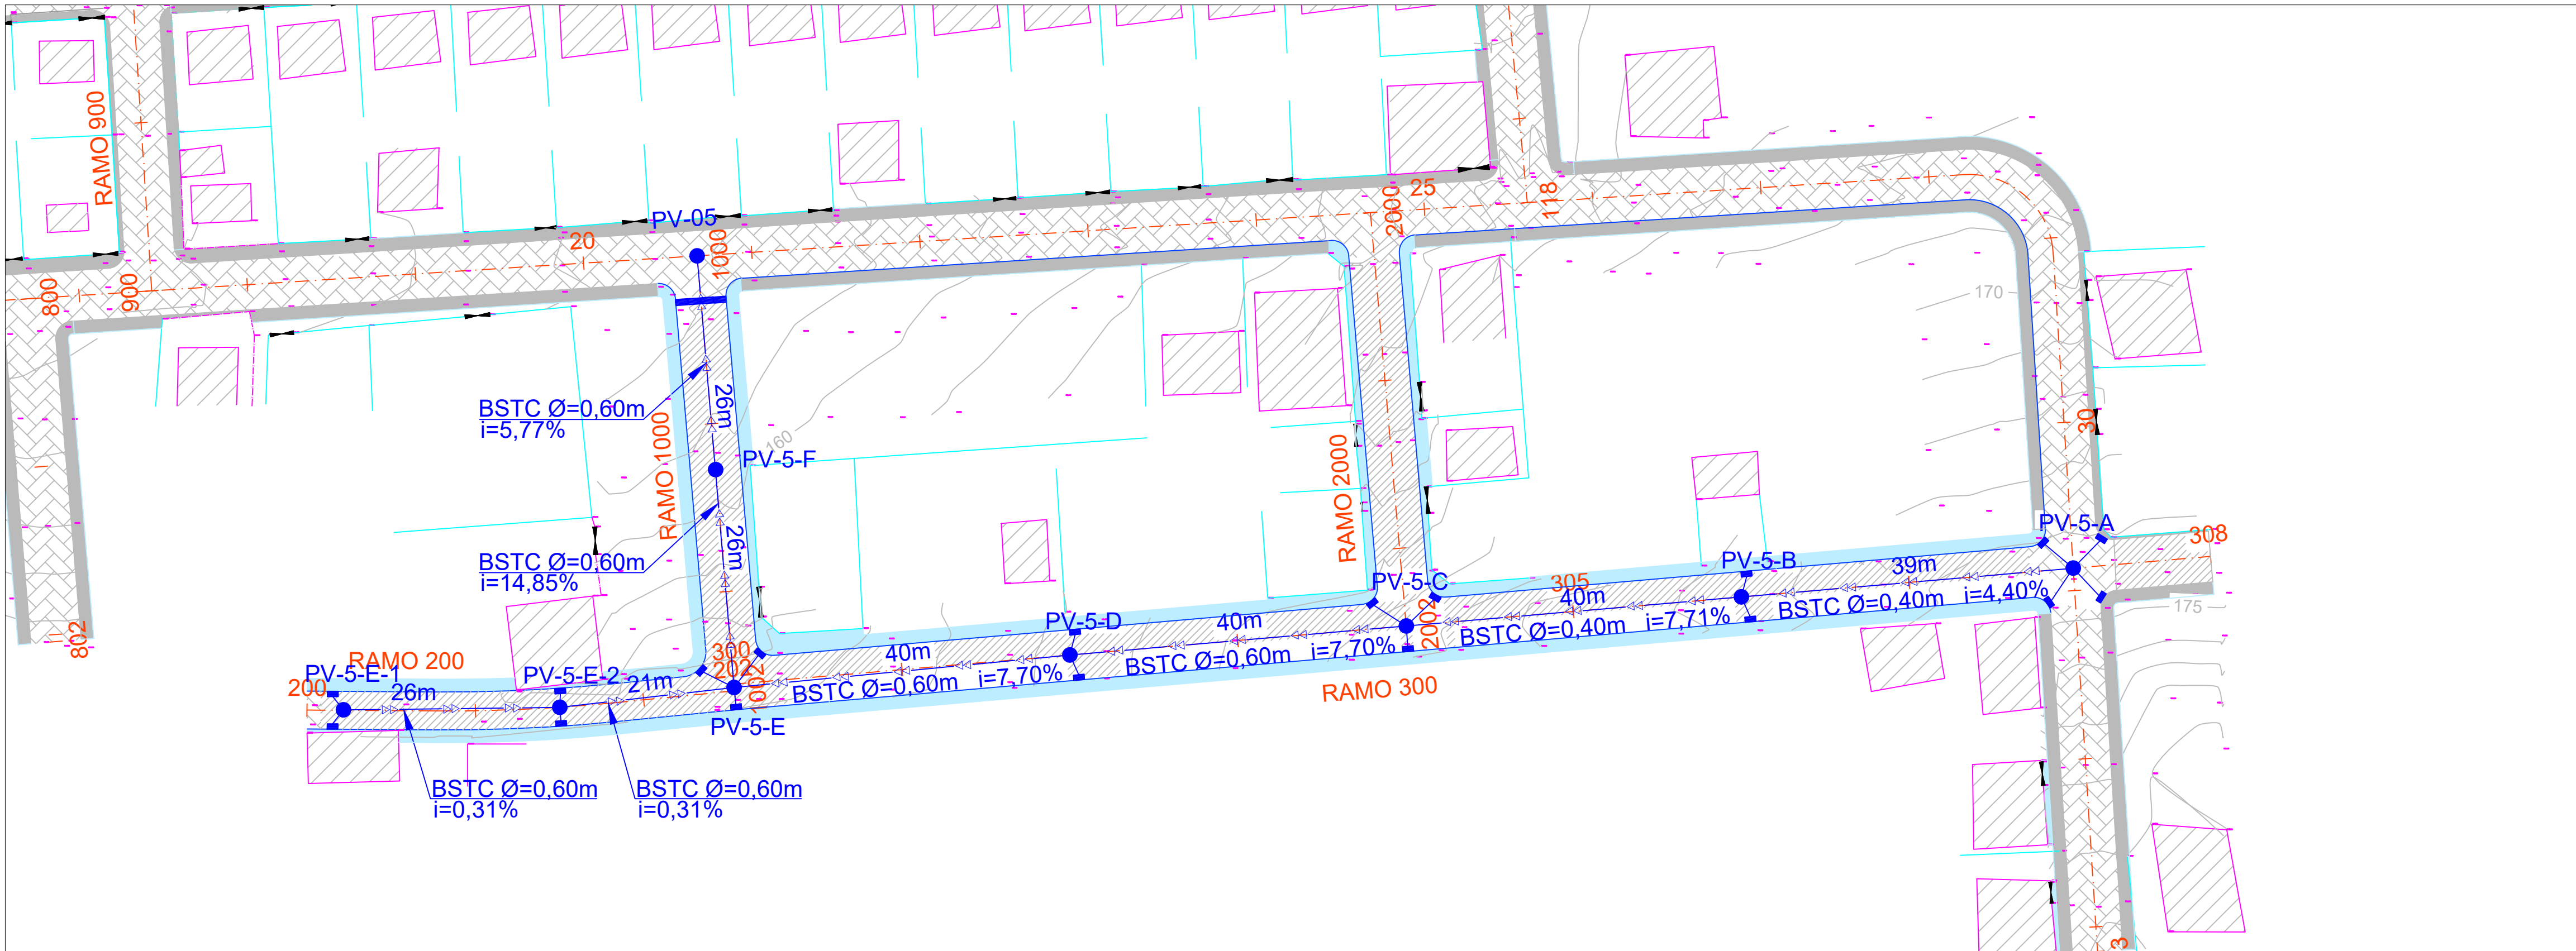 RAMO 900
PV-05
20
1000
2000
25
118
800
900
170
BSTC Ø=0,60m
i=5,77%
26m
RAMO 1000
160
PV-5-F
RAMO 2000
30
BSTC Ø=0,60m
i=14,85%
26m
PV-5-A
308
PV-5-B
39m
BSTC Ø=0,40m i=4,40%
175
PV-5-C
305
40m
BSTC Ø=0,40m i=7,71%
2002
802
PV-5-D
40m
BSTC Ø=0,60m i=7,70%
40m
BSTC Ø=0,60m i=7,70%
RAMO 300
300
202
1002
RAMO 200
PV-5-E-1
200
26m
PV-5-E-2
21m
PV-5-E
BSTC Ø=0,60m
i=0,31%
BSTC Ø=0,60m
i=0,31%
3